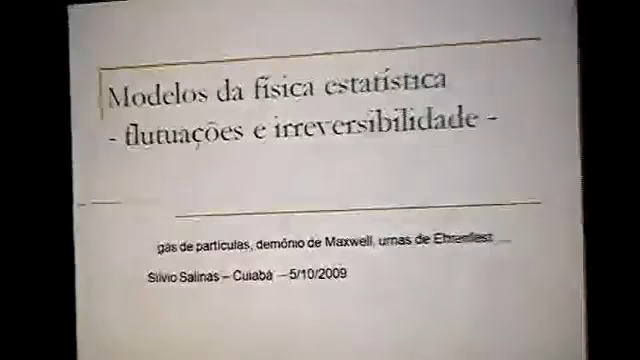 Modelos da física estatística
- flutuações e irreversibilidade -
gás de partículas, demônio de Maxwell, urnas de Ehrenfest ...
Silvio Salinas – Cuiabá – 5/10/2009